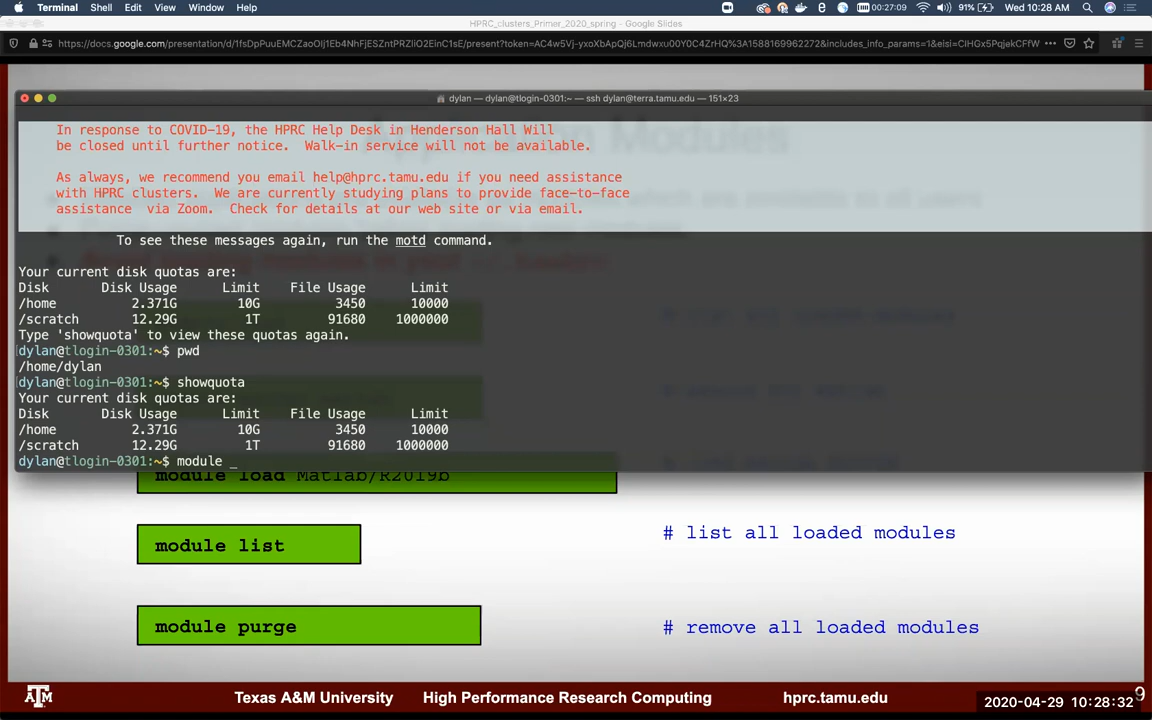 Terminal Shell Edit View Window Help 00:27:09 91% Wed 10:28 AM
HPRC_clusters_Primer_2020_spring - Google Slides
dylan — dylan@tlogin-0301:~ — ssh dylan@terra.tamu.edu — 151×23
In response to COVID-19, the HPRC Help Desk in Henderson Hall Will
be closed until further notice. Walk-in service will not be available.
As always, we recommend you email help@hprc.tamu.edu if you need assistance
with HPRC clusters. We are currently studying plans to provide face-to-face
assistance via Zoom. Check for details at our web site or via email.
To see these messages again, run the motd command.
Your current disk quotas are:
Disk Disk Usage Limit File Usage Limit
/home 2.371G 10G 3450 10000
/scratch 12.29G 1T 91680 1000000
Type 'showquota' to view these quotas again.
dylan@tlogin-0301:~$ pwd
/home/dylan
dylan@tlogin-0301:~$ showquota
Your current disk quotas are:
Disk Disk Usage Limit File Usage Limit
/home 2.371G 10G 3450 10000
/scratch 12.29G 1T 91680 1000000
dylan@tlogin-0301:~$ module _
module load Matlab/R2019b
module list # list all loaded modules
module purge # remove all loaded modules
Texas A&M University High Performance Research Computing hprc.tamu.edu 9
2020-04-29 10:28:32